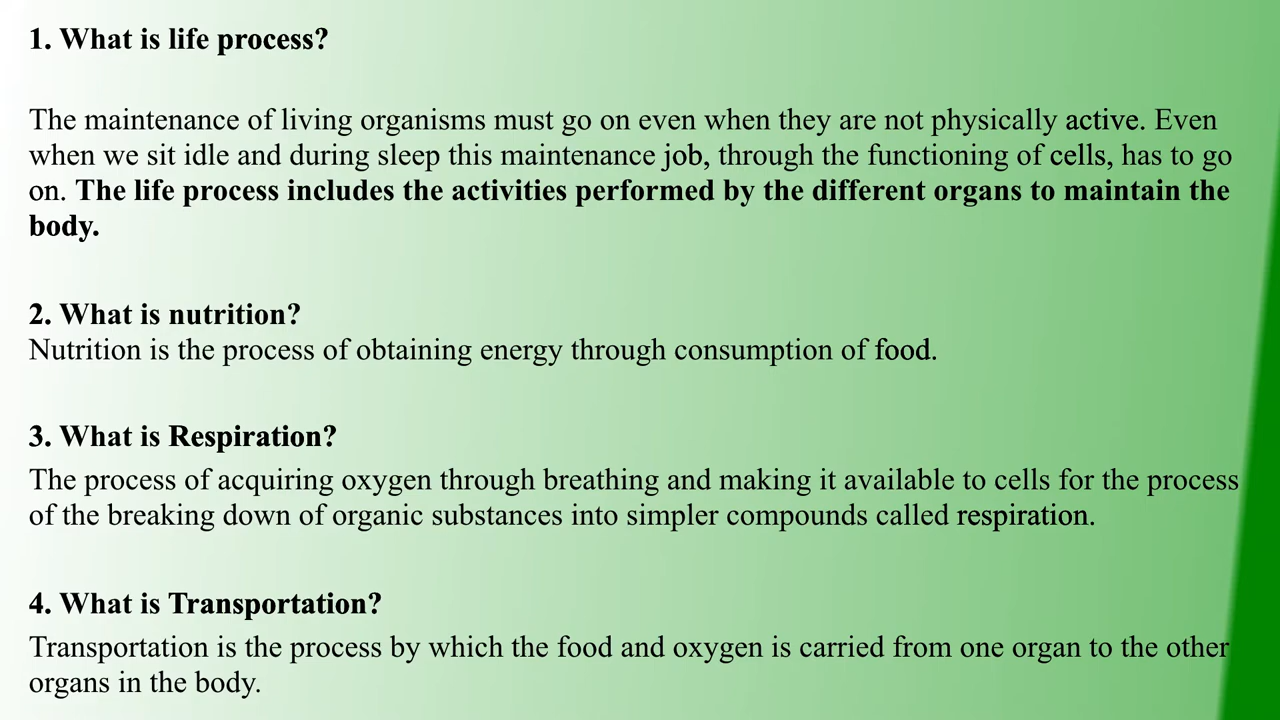 1. What is life process?
The maintenance of living organisms must go on even when they are not physically active. Even
when we sit idle and during sleep this maintenance job, through the functioning of cells, has to go
on. The life process includes the activities performed by the different organs to maintain the
body.
2. What is nutrition?
Nutrition is the process of obtaining energy through consumption of food.
3. What is Respiration?
The process of acquiring oxygen through breathing and making it available to cells for the process
of the breaking down of organic substances into simpler compounds called respiration.
4. What is Transportation?
Transportation is the process by which the food and oxygen is carried from one organ to the other
organs in the body.